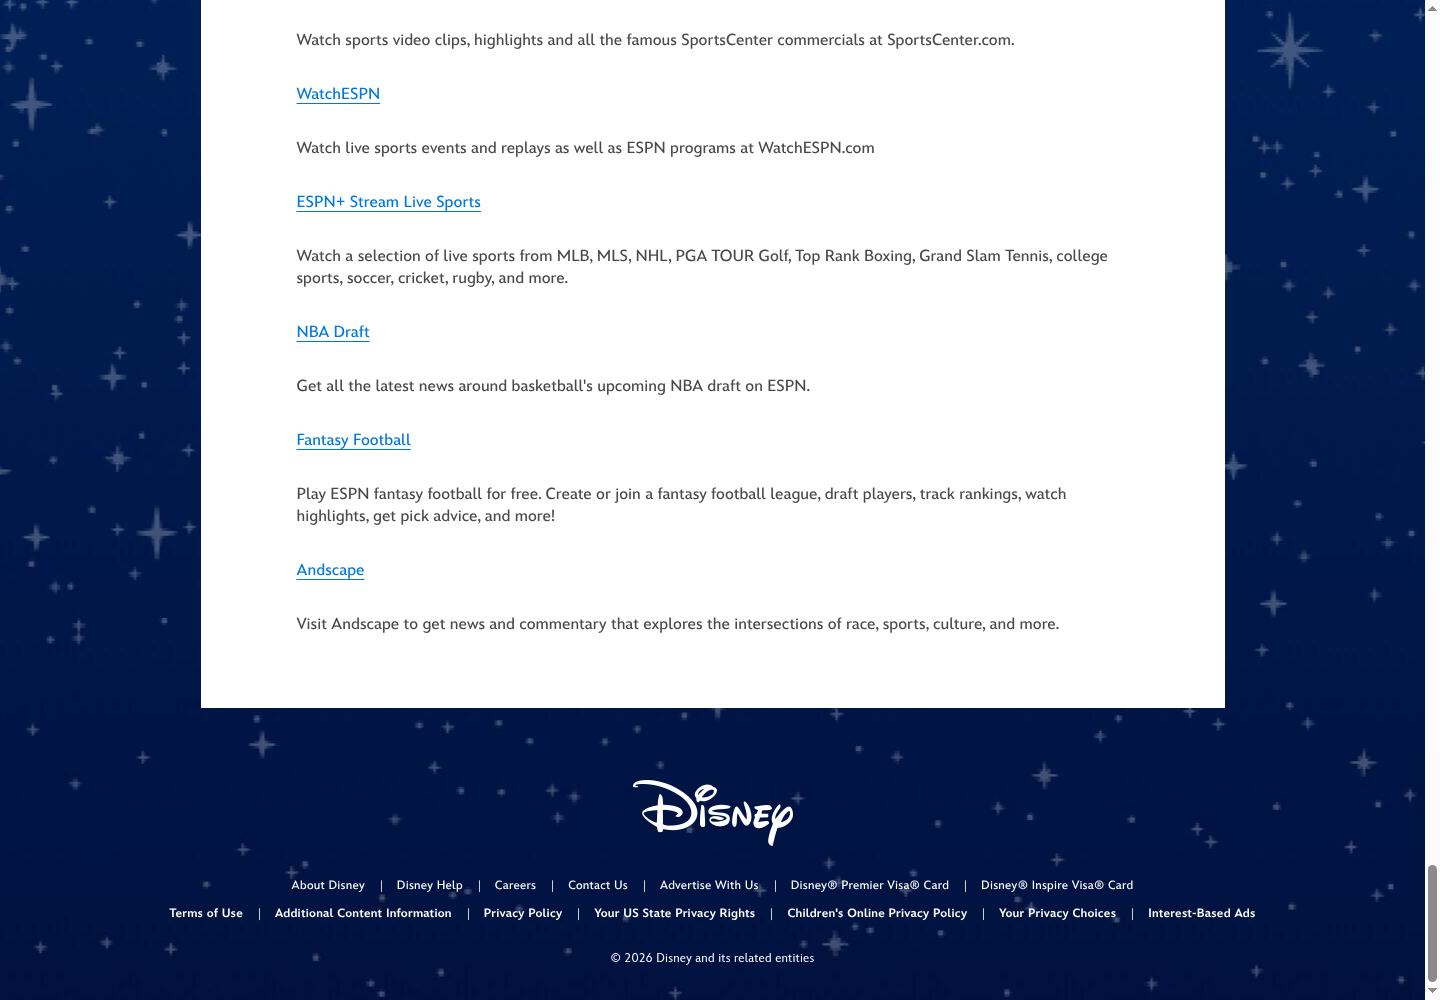 Watch sports video clips, highlights and all the famous SportsCenter commercials at SportsCenter.com.
WatchESPN
Watch live sports events and replays as well as ESPN programs at WatchESPN.com
ESPN+ Stream Live Sports
Watch a selection of live sports from MLB, MLS, NHL, PGA TOUR Golf, Top Rank Boxing, Grand Slam Tennis, college
sports, soccer, cricket, rugby, and more.
NBA Draft
Get all the latest news around basketball's upcoming NBA draft on ESPN.
Fantasy Football
Play ESPN fantasy football for free. Create or join a fantasy football league, draft players, track rankings, watch
highlights, get pick advice, and more!
Andscape
Visit Andscape to get news and commentary that explores the intersections of race, sports, culture, and more.
Disney
About Disney | Disney Help | Careers | Contact Us | Advertise With Us | Disney® Premier Visa® Card | Disney® Inspire Visa® Card
Terms of Use | Additional Content Information | Privacy Policy | Your US State Privacy Rights | Children's Online Privacy Policy | Your Privacy Choices | Interest-Based Ads
© 2026 Disney and its related entities